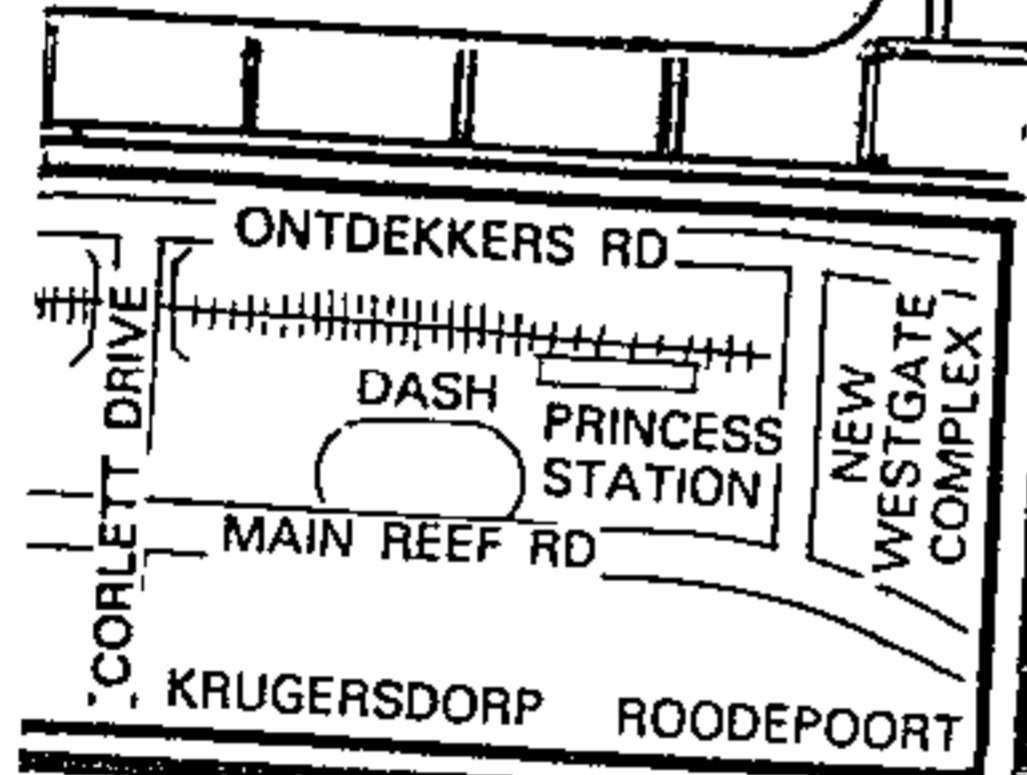 ONTDEKKERS RD
CORLETT DRIVE
DASH
PRINCESS
STATION
NEW
WESTGATE
COMPLEX
MAIN REEF RD
KRUGERSDORP ROODEPOORT